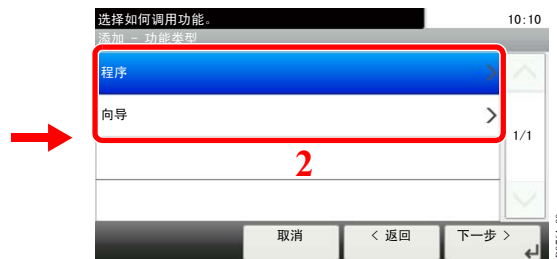 选择如何调用功能。
10:10
添加 - 功能类型
程序
向导
1/1
2
取消
< 返回
下一步 >